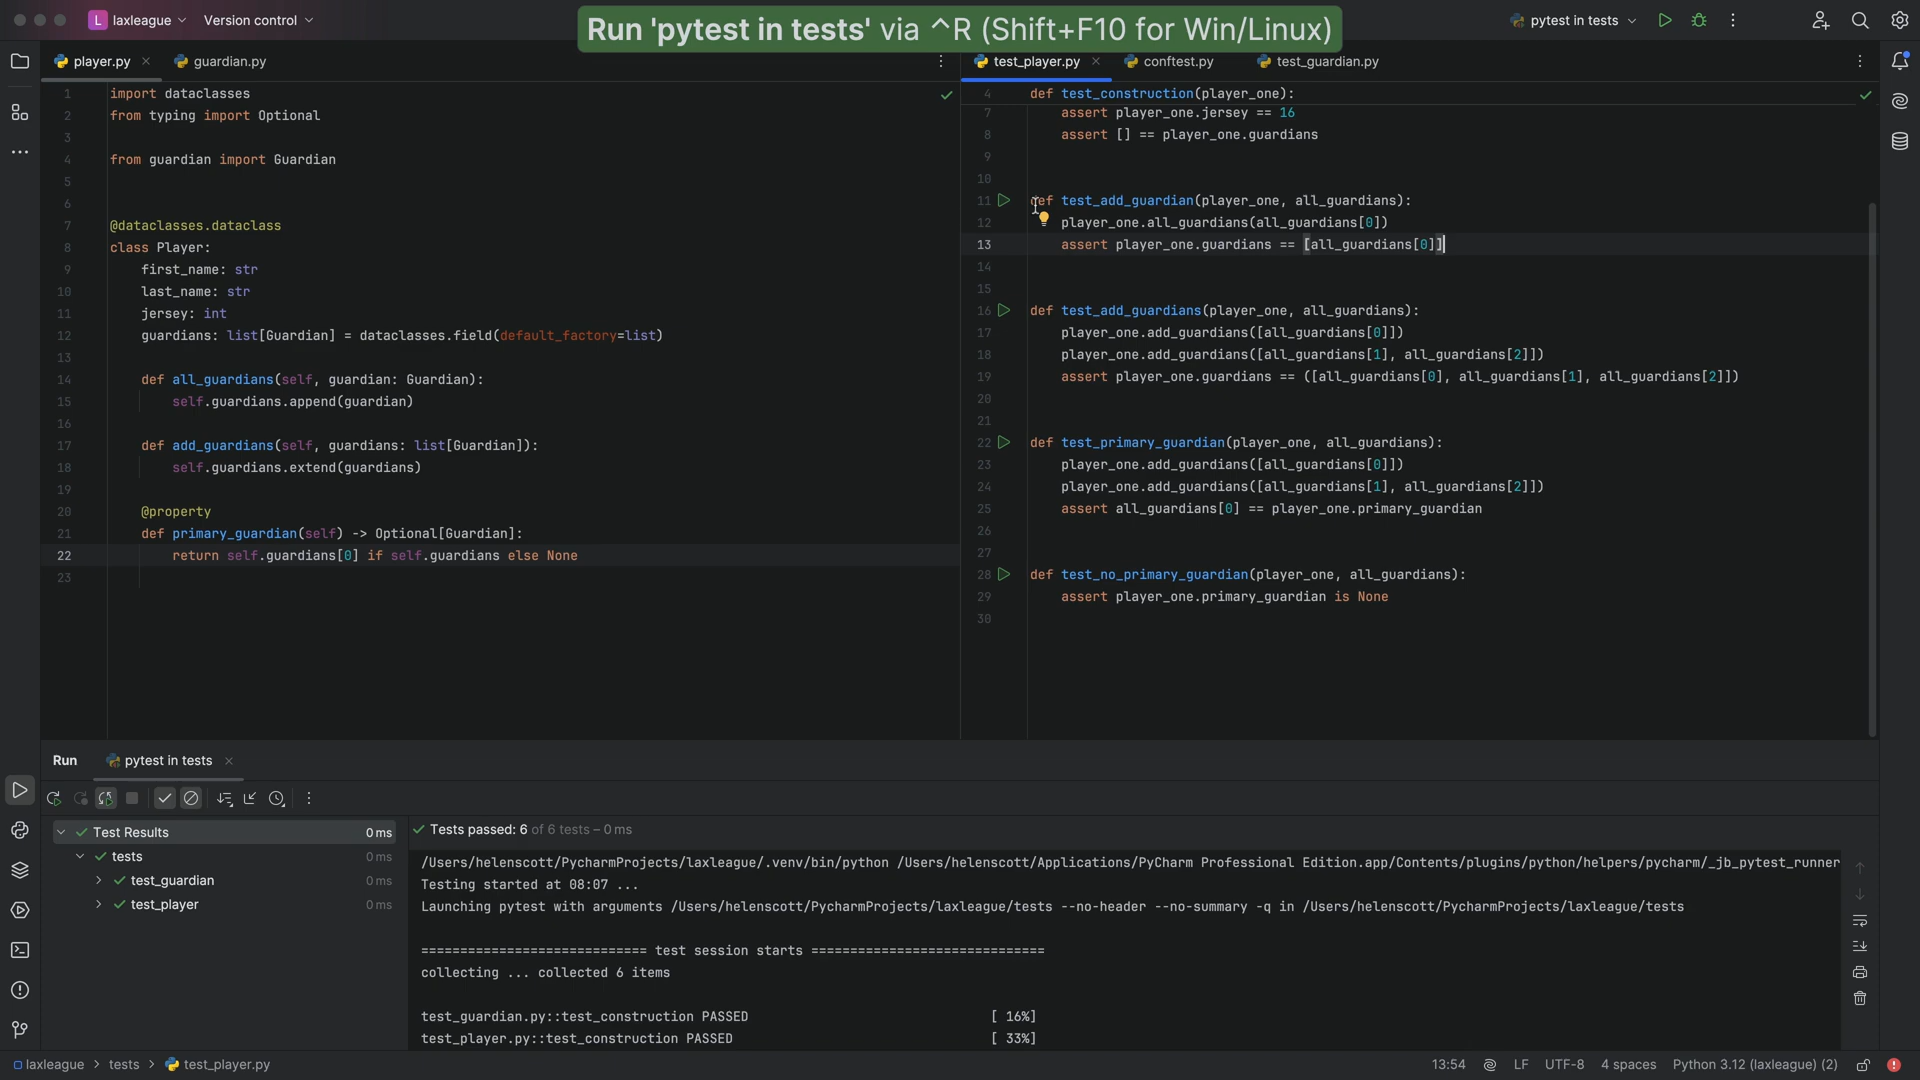 L laxleague
Version control
Run 'pytest in tests' via ^R (Shift+F10 for Win/Linux)
pytest in tests
player.py
guardian.py
test_player.py
conftest.py
test_guardian.py
1 import dataclasses
2 from typing import Optional
3
4 from guardian import Guardian
5
6
7 @dataclasses.dataclass
8 class Player:
9 first_name: str
10 last_name: str
11 jersey: int
12 guardians: list[Guardian] = dataclasses.field(default_factory=list)
13
14 def all_guardians(self, guardian: Guardian):
15 self.guardians.append(guardian)
16
17 def add_guardians(self, guardians: list[Guardian]):
18 self.guardians.extend(guardians)
19
20 @property
21 def primary_guardian(self) -> Optional[Guardian]:
22 return self.guardians[0] if self.guardians else None
23
4 def test_construction(player_one):
7 assert player_one.jersey == 16
8 assert [] == player_one.guardians
9
10
11 def test_add_guardian(player_one, all_guardians):
12 player_one.all_guardians(all_guardians[0])
13 assert player_one.guardians == [all_guardians[0]]
14
15
16 def test_add_guardians(player_one, all_guardians):
17 player_one.add_guardians([all_guardians[0]])
18 player_one.add_guardians([all_guardians[1], all_guardians[2]])
19 assert player_one.guardians == ([all_guardians[0], all_guardians[1], all_guardians[2]])
20
21
22 def test_primary_guardian(player_one, all_guardians):
23 player_one.add_guardians([all_guardians[0]])
24 player_one.add_guardians([all_guardians[1], all_guardians[2]])
25 assert all_guardians[0] == player_one.primary_guardian
26
27
28 def test_no_primary_guardian(player_one, all_guardians):
29 assert player_one.primary_guardian is None
30
Run
pytest in tests
Test Results 0 ms
tests 0 ms
test_guardian 0 ms
test_player 0 ms
Tests passed: 6 of 6 tests – 0 ms
/Users/helenscott/PycharmProjects/laxleague/.venv/bin/python /Users/helenscott/Applications/PyCharm Professional Edition.app/Contents/plugins/python/helpers/pycharm/_jb_pytest_runner
Testing started at 08:07 ...
Launching pytest with arguments /Users/helenscott/PycharmProjects/laxleague/tests --no-header --no-summary -q in /Users/helenscott/PycharmProjects/laxleague/tests
============================= test session starts ==============================
collecting ... collected 6 items
test_guardian.py::test_construction PASSED [ 16%]
test_player.py::test_construction PASSED [ 33%]
laxleague > tests > test_player.py
13:54 LF UTF-8 4 spaces Python 3.12 (laxleague) (2)